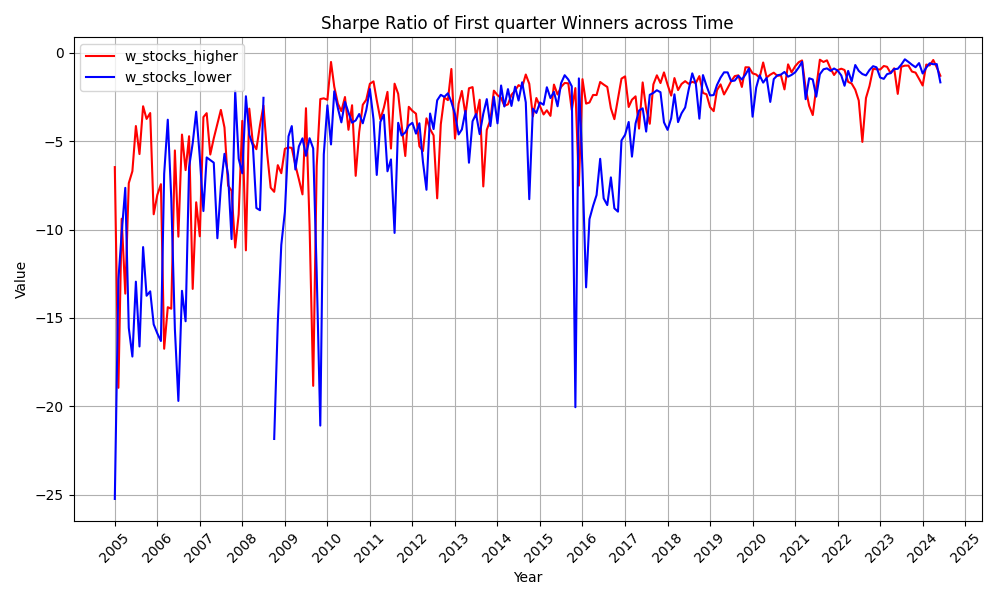 Sharpe Ratio of First quarter Winners across Time
w_stocks_higher
w_stocks_lower
Value
0
−5
−10
−15
−20
−25
2005 2006 2007 2008 2009 2010 2011 2012 2013 2014 2015 2016 2017 2018 2019 2020 2021 2022 2023 2024 2025
Year